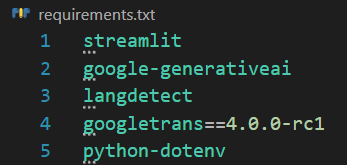 requirements.txt
1 streamlit
2 google-generativeai
3 langdetect
4 googletrans==4.0.0-rc1
5 python-dotenv